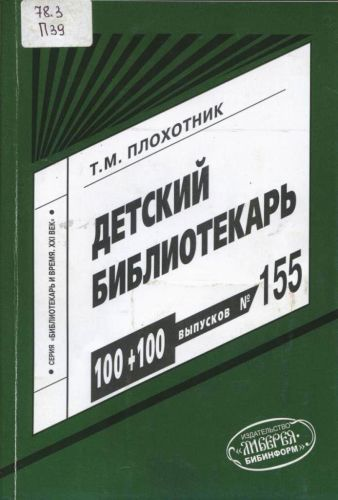 78.3
П39
Т.М. ПЛОХОТНИК
ДЕТСКИЙ
БИБЛИОТЕКАРЬ
100+100 ВЫПУСКОВ № 155
• СЕРИЯ «БИБЛИОТЕКАРЬ И ВРЕМЯ. XXI ВЕК» •
ИЗДАТЕЛЬСТВО
«ЛИБЕРЕЯ-
БИБИНФОРМ»